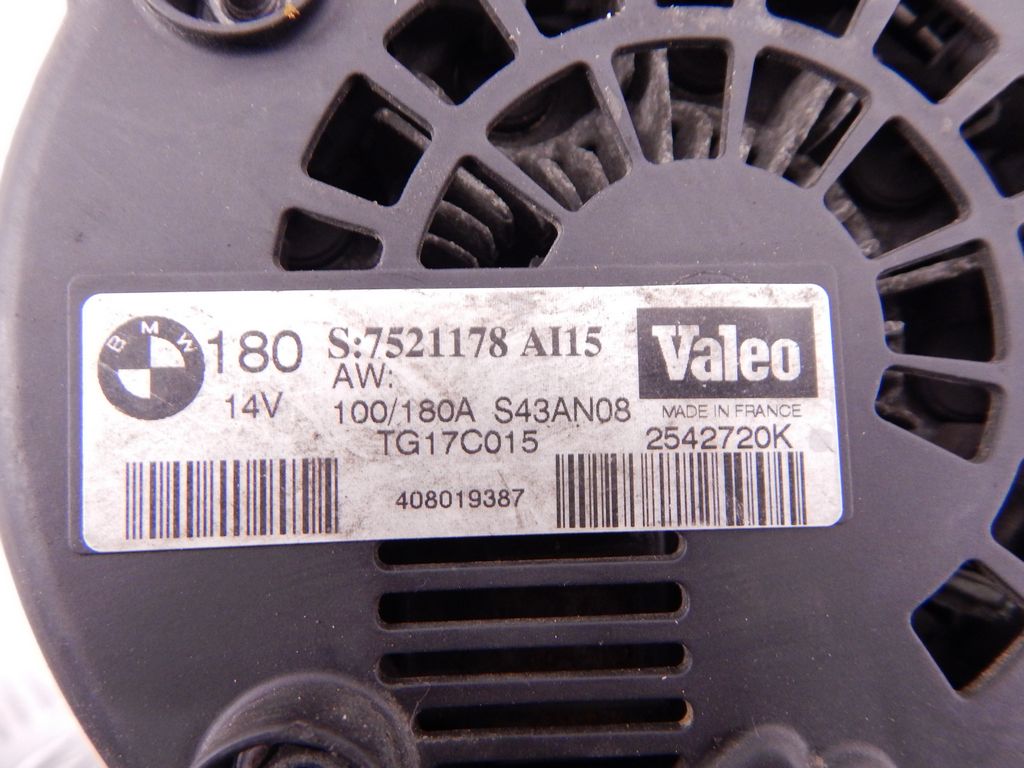 BMW
180 S:7521178 AI15 Valeo
AW:
14V 100/180A S43AN08 MADE IN FRANCE
TG17C015 2542720K
408019387